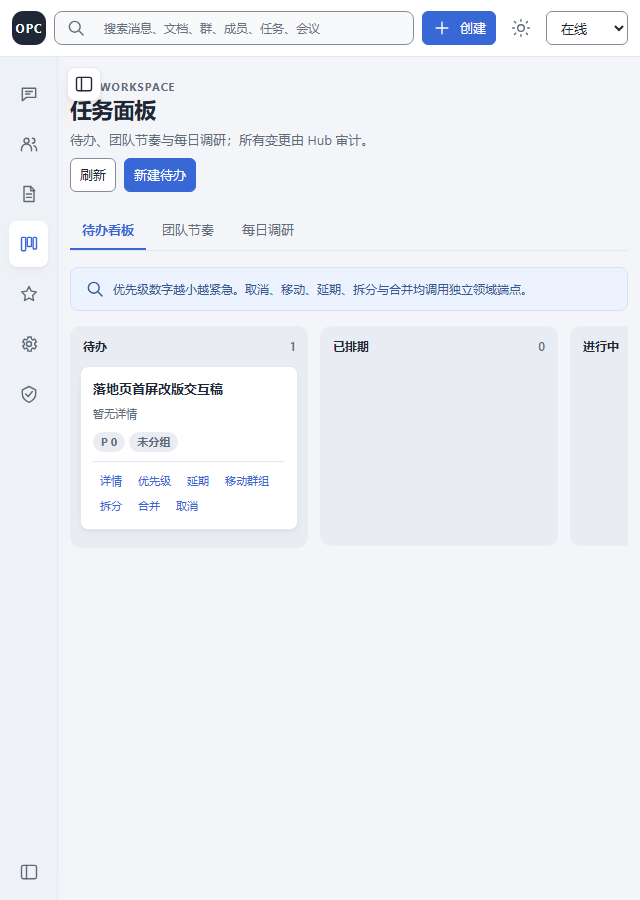 OPC
搜索消息、文档、群、成员、任务、会议
创建
在线
WORKSPACE
任务面板
待办、团队节奏与每日调研；所有变更由 Hub 审计。
刷新
新建待办
待办看板
团队节奏
每日调研
优先级数字越小越紧急。取消、移动、延期、拆分与合并均调用独立领域端点。
待办
1
落地页首屏改版交互稿
暂无详情
P 0
未分组
详情
优先级
延期
移动群组
拆分
合并
取消
已排期
0
进行中